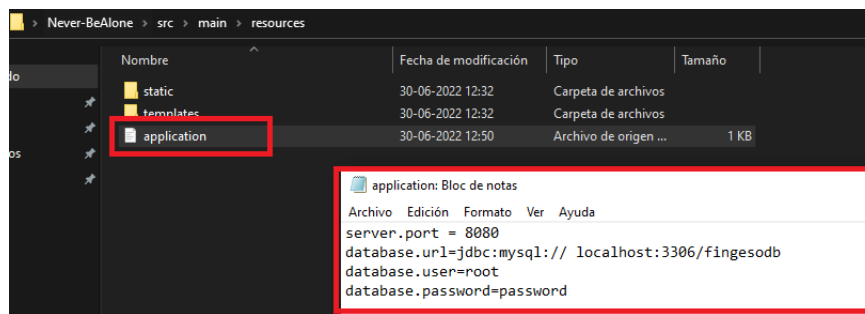 > Never-BeAlone > src > main > resources
Nombre Fecha de modificación Tipo Tamaño
do
static 30-06-2022 12:32 Carpeta de archivos
templates 30-06-2022 12:32 Carpeta de archivos
application 30-06-2022 12:50 Archivo de origen ... 1 KB
os
application: Bloc de notas
Archivo Edición Formato Ver Ayuda
server.port = 8080
database.url=jdbc:mysql:// localhost:3306/fingesodb
database.user=root
database.password=password